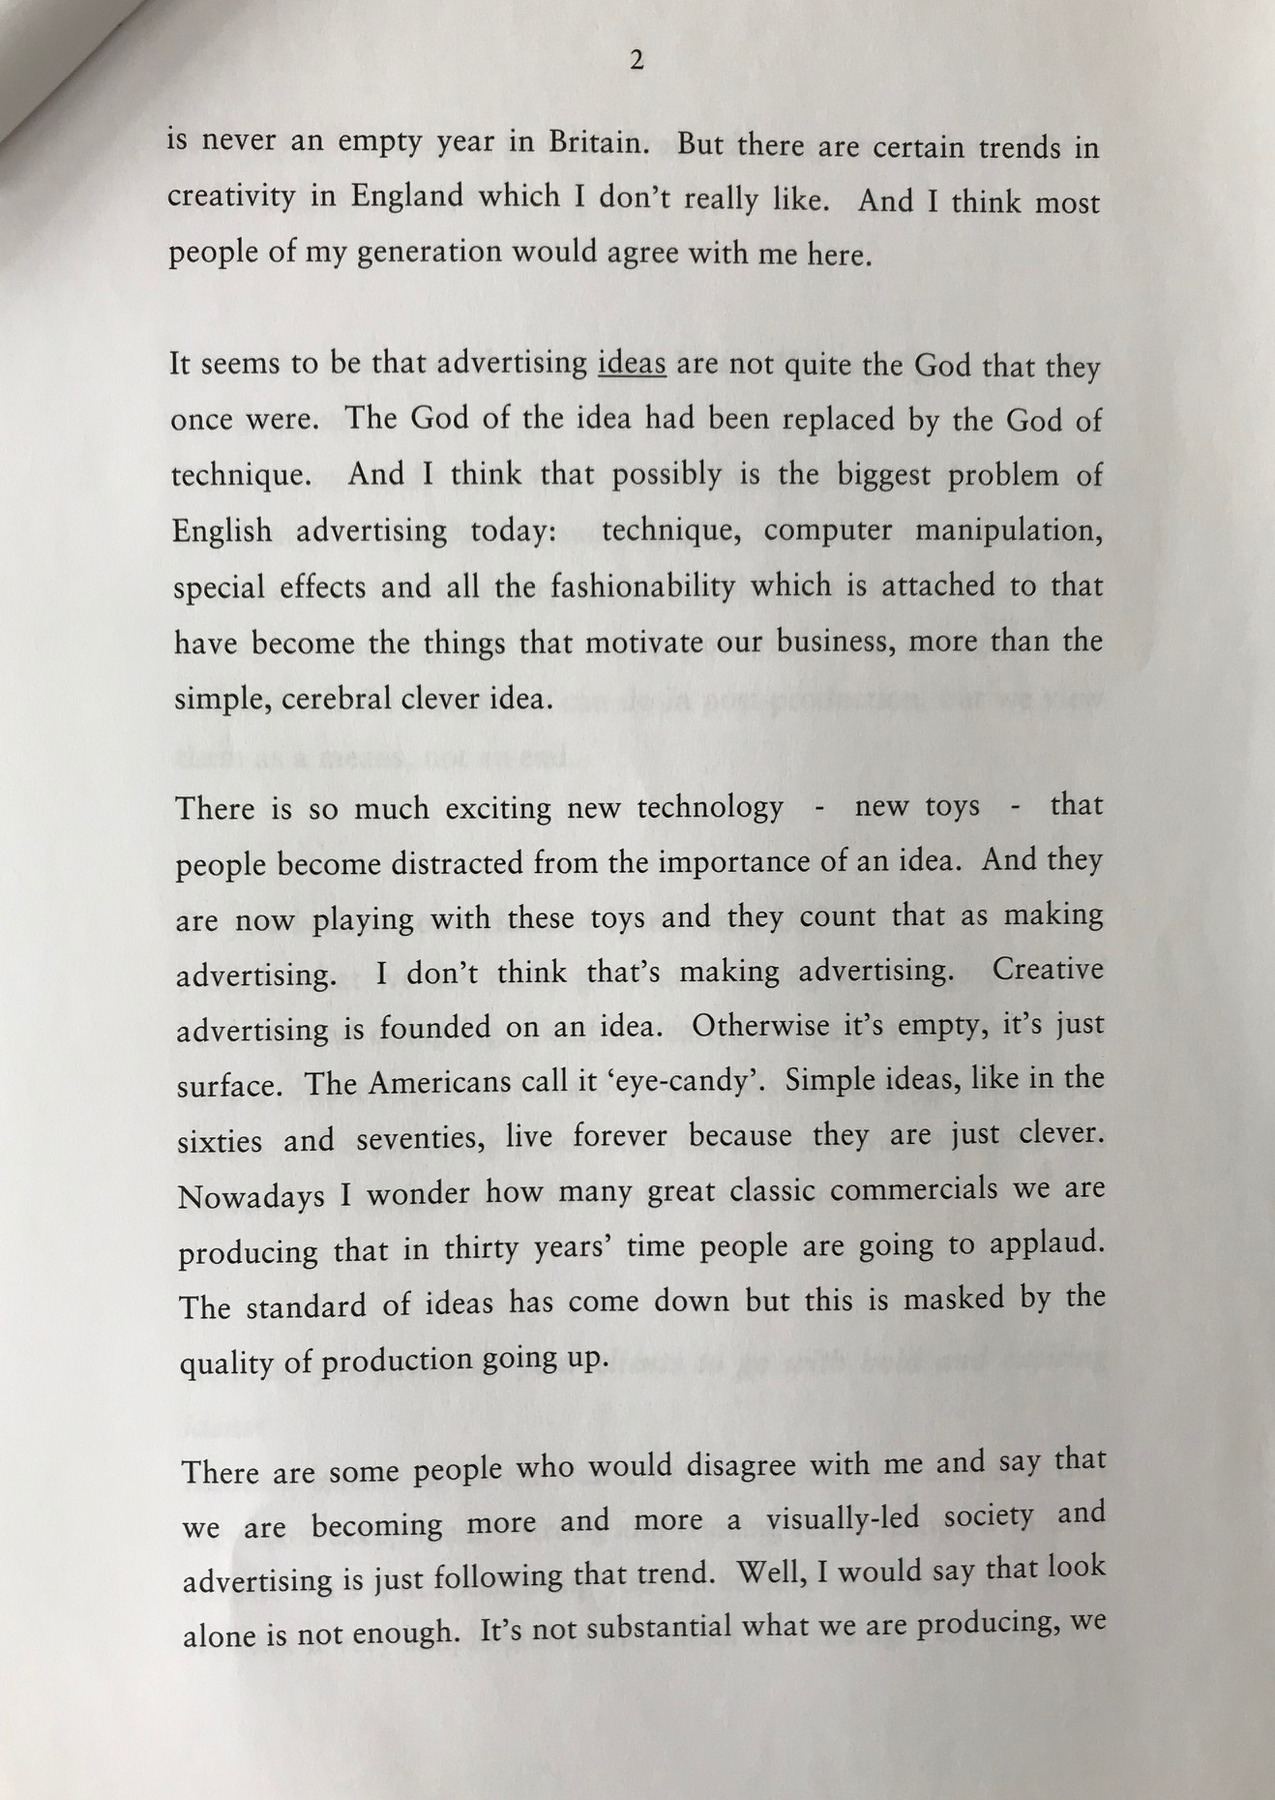 2
is never an empty year in Britain.  But there are certain trends in
creativity in England which I don’t really like.  And I think most
people of my generation would agree with me here.
It seems to be that advertising ideas are not quite the God that they
once were.  The God of the idea had been replaced by the God of
technique.  And I think that possibly is the biggest problem of
English advertising today:  technique, computer manipulation,
special effects and all the fashionability which is attached to that
have become the things that motivate our business, more than the
simple, cerebral clever idea.
There is so much exciting new technology - new toys - that
people become distracted from the importance of an idea.  And they
are now playing with these toys and they count that as making
advertising.  I don’t think that’s making advertising.  Creative
advertising is founded on an idea.  Otherwise it’s empty, it’s just
surface.  The Americans call it ‘eye-candy’.  Simple ideas, like in the
sixties and seventies, live forever because they are just clever.
Nowadays I wonder how many great classic commercials we are
producing that in thirty years’ time people are going to applaud.
The standard of ideas has come down but this is masked by the
quality of production going up.
There are some people who would disagree with me and say that
we are becoming more and more a visually-led society and
advertising is just following that trend.  Well, I would say that look
alone is not enough.  It’s not substantial what we are producing, we